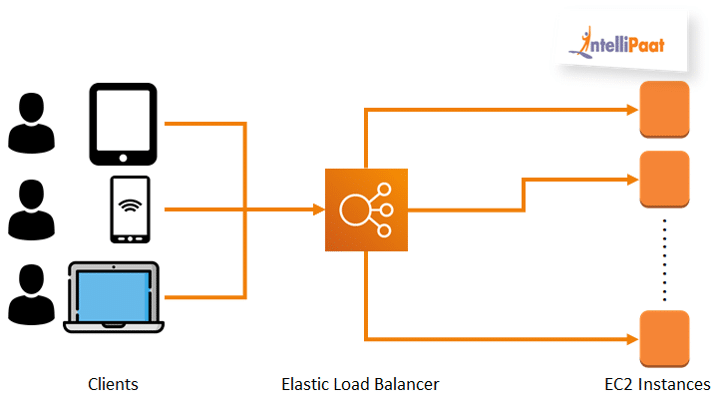 IntelliPaat
Clients
Elastic Load Balancer
EC2 Instances